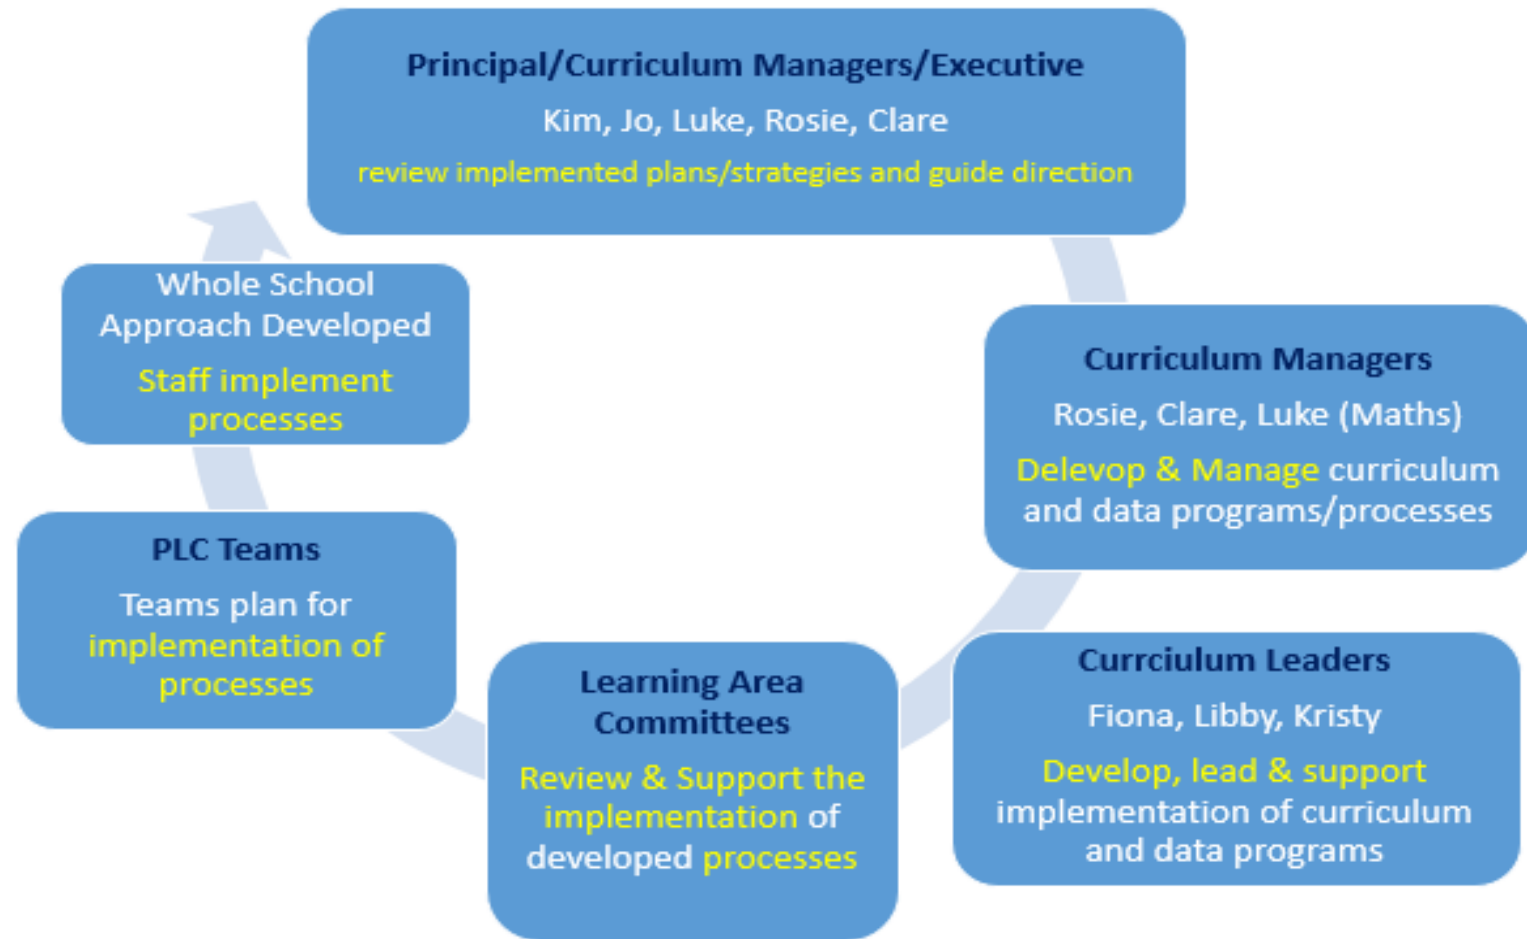 Principal/Curriculum Managers/Executive
Kim, Jo, Luke, Rosie, Clare
review implemented plans/strategies and guide direction
Curriculum Managers
Rosie, Clare, Luke (Maths)
Delevop & Manage curriculum
and data programs/processes
Currciulum Leaders
Fiona, Libby, Kristy
Develop, lead & support
implementation of curriculum
and data programs
Learning Area
Committees
Review & Support the
implementation of
developed processes
PLC Teams
Teams plan for
implementation of
processes
Whole School
Approach Developed
Staff implement
processes